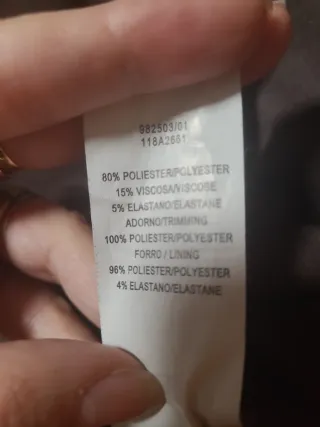 982503/01
118A2661
80% POLIESTER/POLYESTER
15% VISCOSA/VISCOSE
5% ELASTANO/ELASTANE
ADORNO/TRIMMING
100% POLIESTER/POLYESTER
FORRO / LINING
96% POLIESTER/POLYESTER
4% ELASTANO/ELASTANE